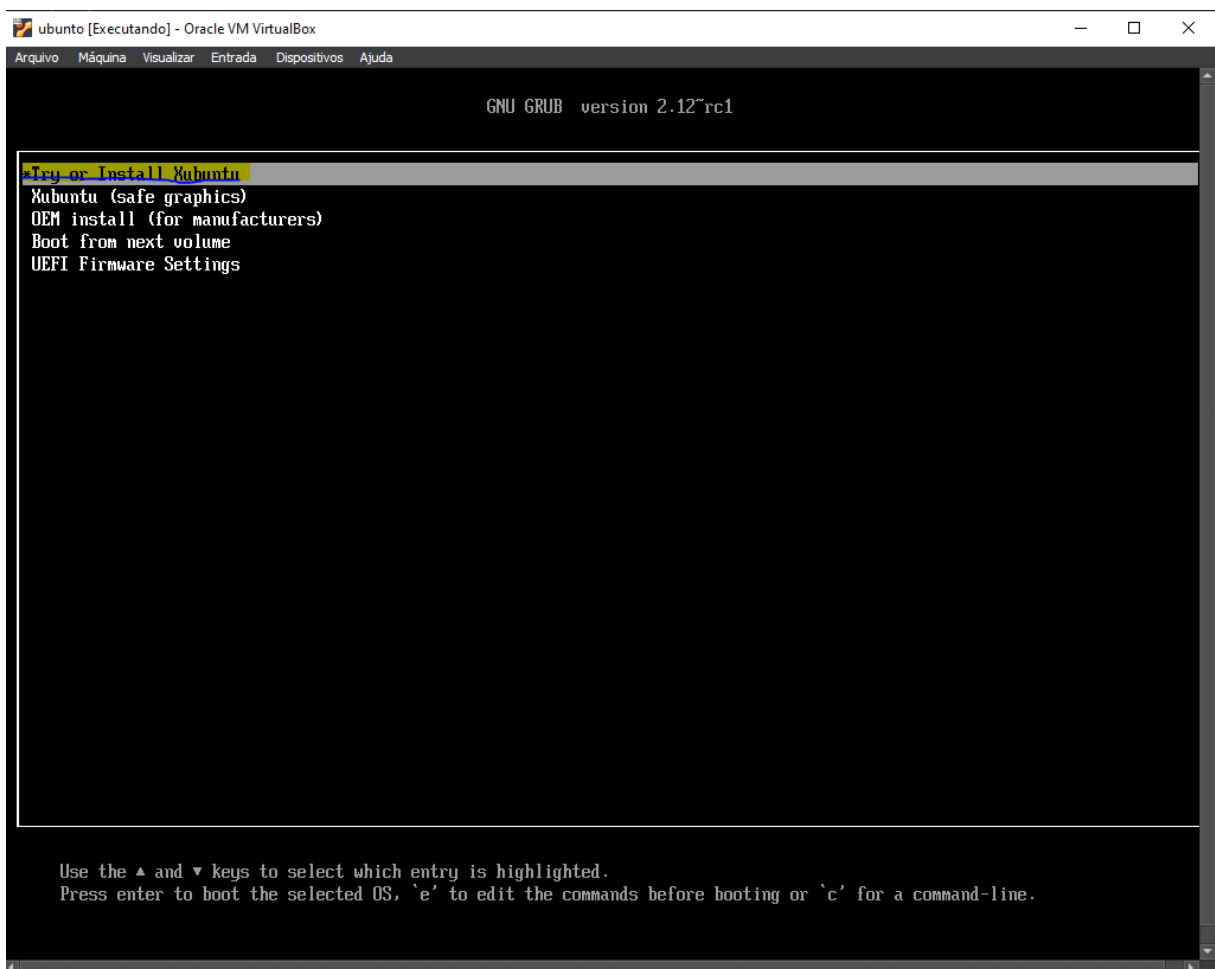 ubunto [Executando] - Oracle VM VirtualBox
Arquivo Máquina Visualizar Entrada Dispositivos Ajuda
GNU GRUB version 2.12~rc1
*Try or Install Xubuntu
Xubuntu (safe graphics)
OEM install (for manufacturers)
Boot from next volume
UEFI Firmware Settings
Use the ▲ and ▼ keys to select which entry is highlighted.
Press enter to boot the selected OS, `e' to edit the commands before booting or `c' for a command-line.